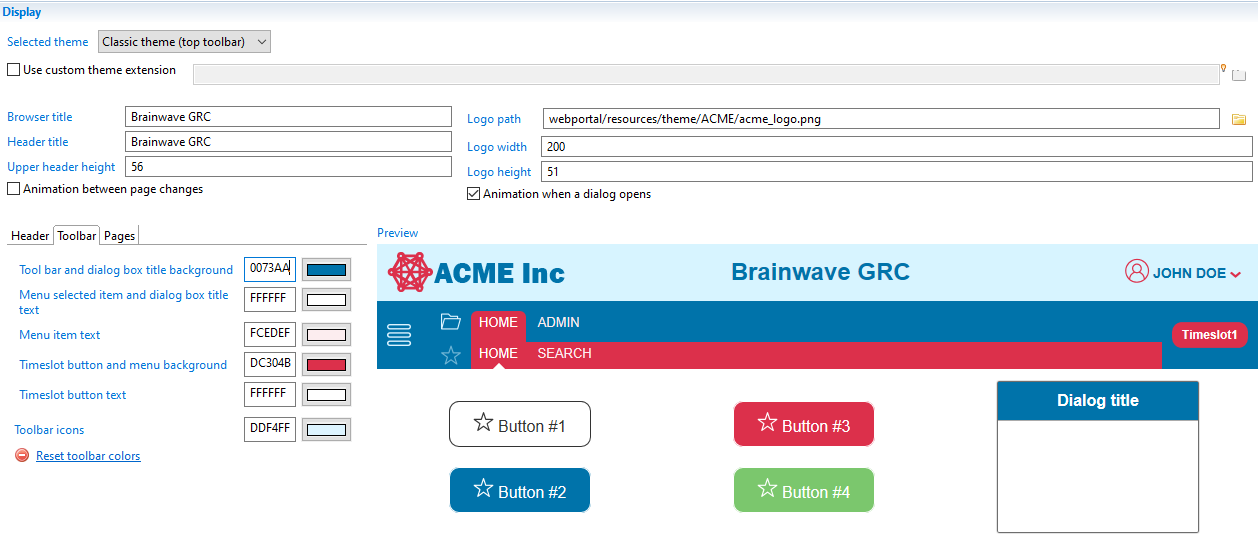 Display
Selected theme
Classic theme (top toolbar)
Use custom theme extension
Browser title
Brainwave GRC
Header title
Brainwave GRC
Upper header height
56
Animation between page changes
Logo path
webportal/resources/theme/ACME/acme_logo.png
Logo width
200
Logo height
51
Animation when a dialog opens
Header
Toolbar
Pages
Tool bar and dialog box title background
0073AA
Menu selected item and dialog box title
text
FFFFFF
Menu item text
FCEDEF
Timeslot button and menu background
DC304B
Timeslot button text
FFFFFF
Toolbar icons
DDF4FF
Reset toolbar colors
Preview
ACME Inc
Brainwave GRC
JOHN DOE
HOME
ADMIN
HOME
SEARCH
Timeslot1
Button #1
Button #3
Button #2
Button #4
Dialog title